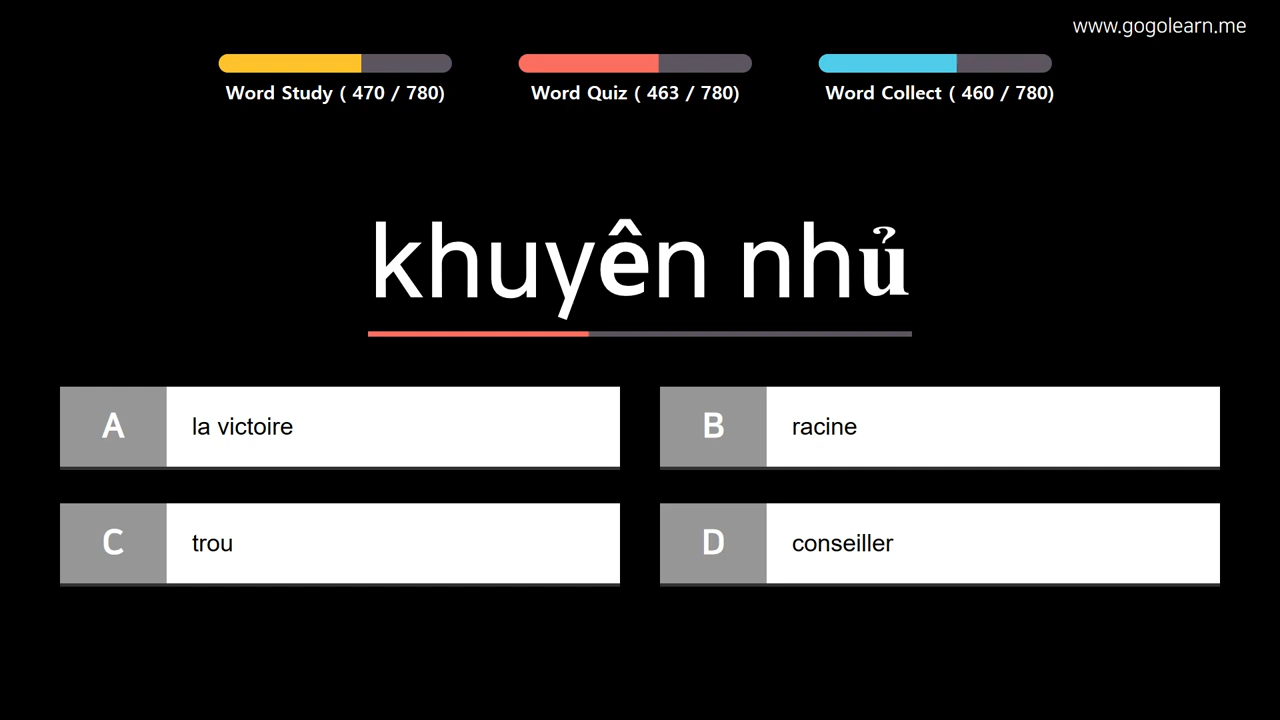 www.gogolearn.me
Word Study ( 470 / 780)
Word Quiz ( 463 / 780)
Word Collect ( 460 / 780)
khuyên nhủ
A la victoire
B racine
C trou
D conseiller